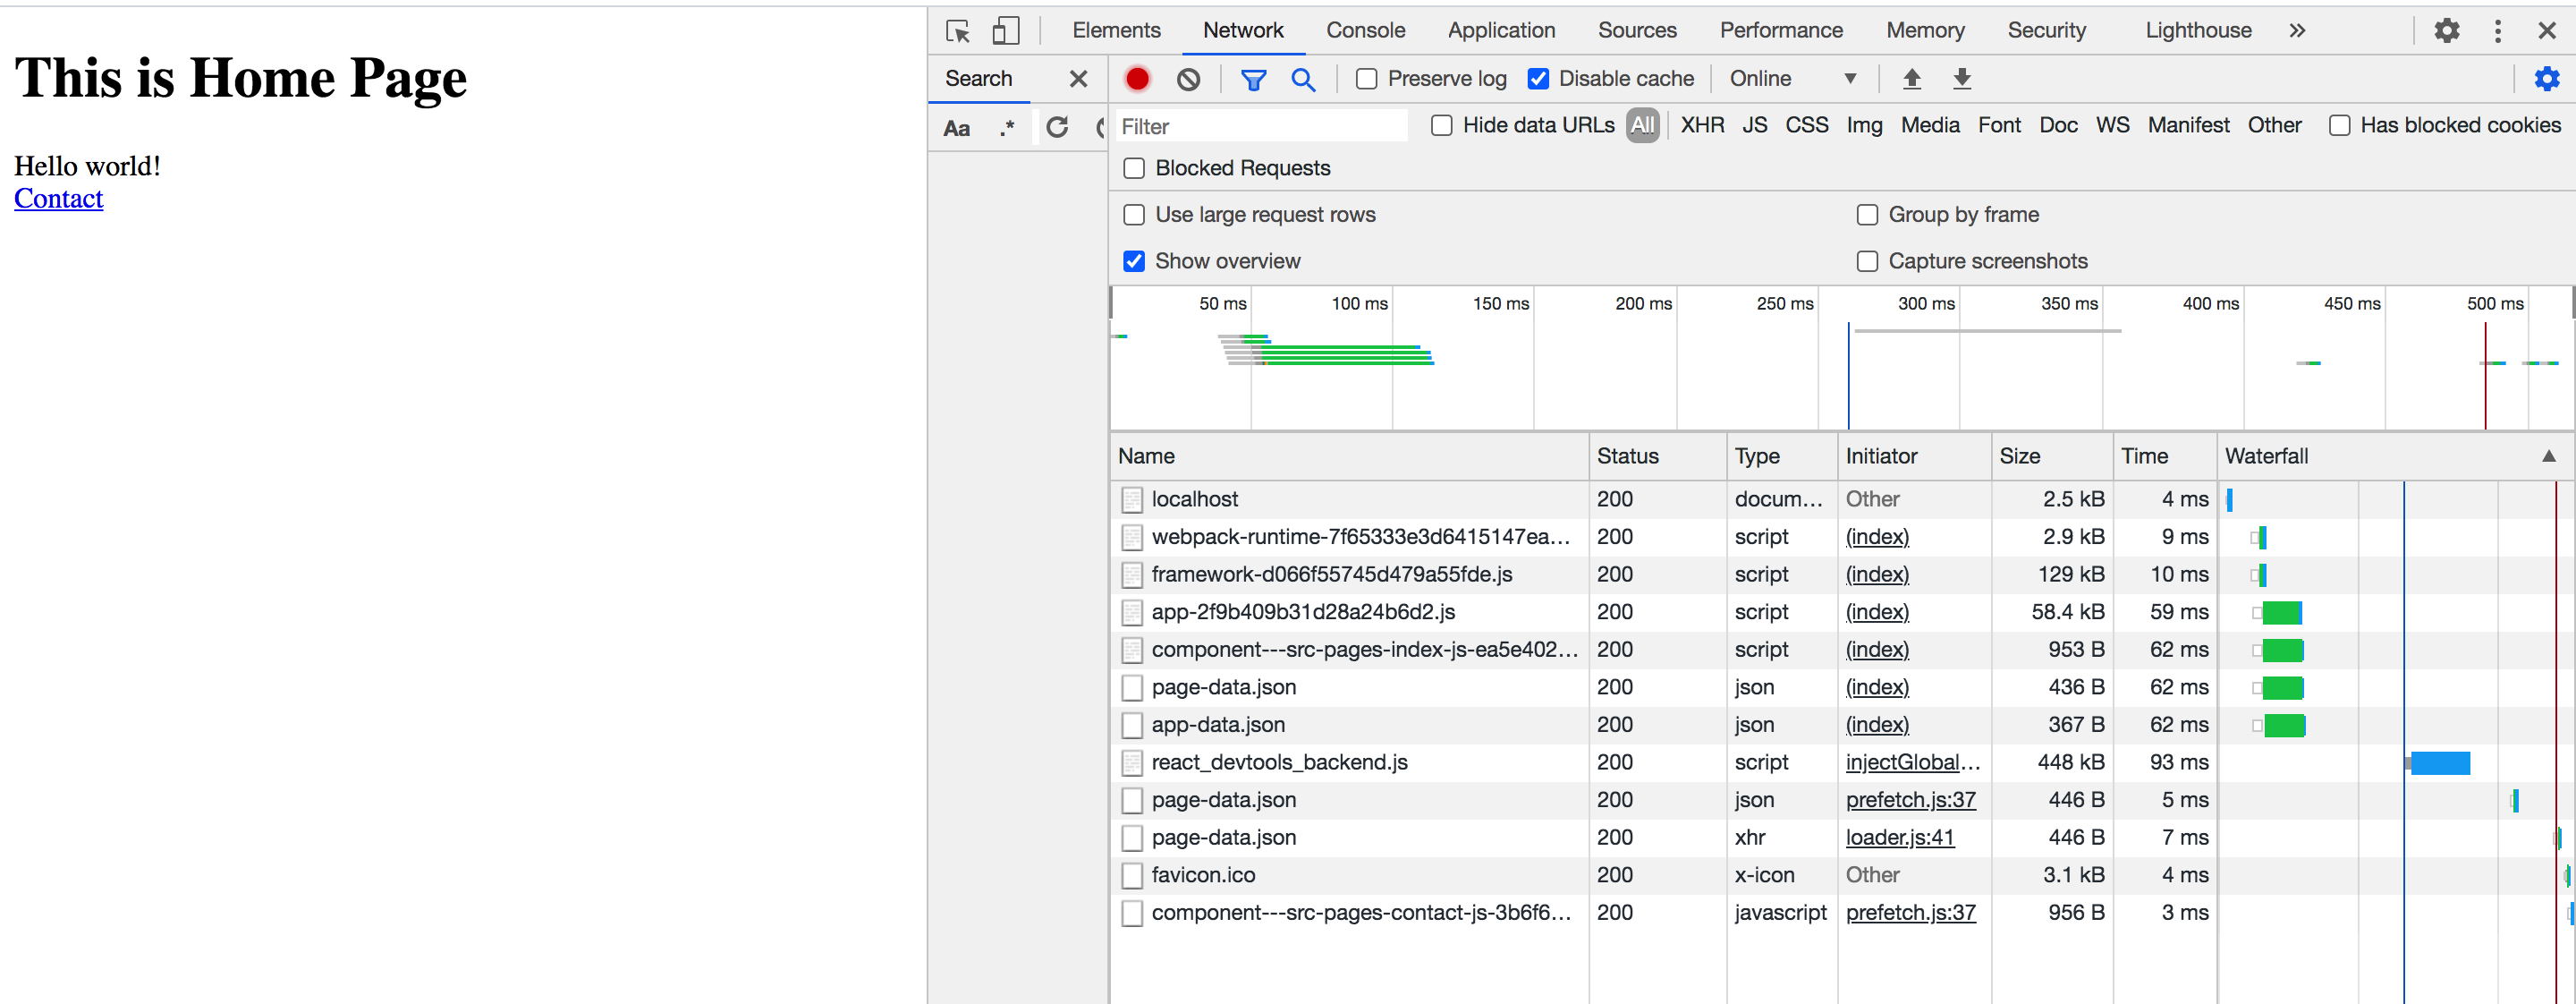 This is Home Page
Hello world!
Contact
Elements Network Console Application Sources Performance Memory Security Lighthouse »
Search
Preserve log Disable cache Online
Aa .*
Filter Hide data URLs All XHR JS CSS Img Media Font Doc WS Manifest Other Has blocked cookies
Blocked Requests
Use large request rows Group by frame
Show overview Capture screenshots
50 ms 100 ms 150 ms 200 ms 250 ms 300 ms 350 ms 400 ms 450 ms 500 ms
Name Status Type Initiator Size Time Waterfall
localhost 200 docum... Other 2.5 kB 4 ms
webpack-runtime-7f65333e3d6415147ea... 200 script (index) 2.9 kB 9 ms
framework-d066f55745d479a55fde.js 200 script (index) 129 kB 10 ms
app-2f9b409b31d28a24b6d2.js 200 script (index) 58.4 kB 59 ms
component---src-pages-index-js-ea5e402... 200 script (index) 953 B 62 ms
page-data.json 200 json (index) 436 B 62 ms
app-data.json 200 json (index) 367 B 62 ms
react_devtools_backend.js 200 script injectGlobal... 448 kB 93 ms
page-data.json 200 json prefetch.js:37 446 B 5 ms
page-data.json 200 xhr loader.js:41 446 B 7 ms
favicon.ico 200 x-icon Other 3.1 kB 4 ms
component---src-pages-contact-js-3b6f6... 200 javascript prefetch.js:37 956 B 3 ms